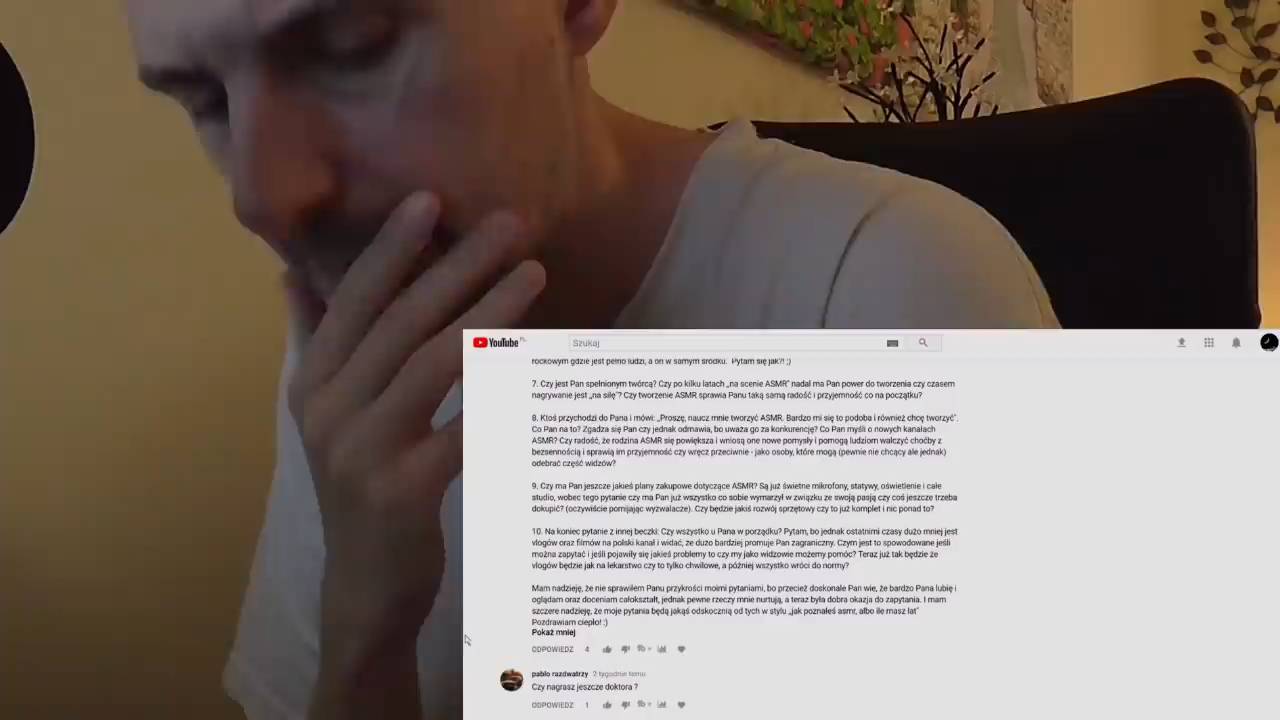 YouTube PL
Szukaj
rockowym gdzie jest pełno ludzi, a on w samym środku. Pytam się jak?! ;)
7. Czy jest Pan spełnionym twórcą? Czy po kilku latach „na scenie ASMR" nadal ma Pan power do tworzenia czy czasem
nagrywanie jest „na siłę"? Czy tworzenie ASMR sprawia Panu taką samą radość i przyjemność co na początku?
8. Ktoś przychodzi do Pana i mówi: „Proszę, naucz mnie tworzyć ASMR. Bardzo mi się to podoba i również chcę tworzyć".
Co Pan na to? Zgadza się Pan czy jednak odmawia, bo uważa go za konkurencję? Co Pan myśli o nowych kanałach
ASMR? Czy radość, że rodzina ASMR się powiększa i wniosą one nowe pomysły i pomogą ludziom walczyć choćby z
bezsennością i sprawią im przyjemność czy wręcz przeciwnie - jako osoby, które mogą (pewnie nie chcący ale jednak)
odebrać część widzów?
9. Czy ma Pan jeszcze jakieś plany zakupowe dotyczące ASMR? Są już świetne mikrofony, statywy, oświetlenie i całe
studio, wobec tego pytanie czy ma Pan już wszystko co sobie wymarzył w związku ze swoją pasją czy coś jeszcze trzeba
dokupić? (oczywiście pomijając wyzwalacze). Czy będzie jakiś rozwój sprzętowy czy to już komplet i nic ponad to?
10. Na koniec pytanie z innej beczki: Czy wszystko u Pana w porządku? Pytam, bo jednak ostatnimi czasy dużo mniej jest
vlogów oraz filmów na polski kanał i widać, że dużo bardziej promuje Pan zagraniczny. Czym jest to spowodowane jeśli
można zapytać i jeśli pojawiły się jakieś problemy to czy my jako widzowie możemy pomóc? Teraz już tak będzie że
vlogów będzie jak na lekarstwo czy to tylko chwilowe, a później wszystko wróci do normy?
Mam nadzieję, że nie sprawiłem Panu przykrości moimi pytaniami, bo przecież doskonale Pan wie, że bardzo Pana lubię i
oglądam oraz doceniam całokształt, jednak pewne rzeczy mnie nurtują, a teraz była dobra okazja do zapytania. I mam
szczere nadzieję, że moje pytania będą jakąś odskocznią od tych w stylu „jak poznałeś asmr, albo ile masz lat"
Pozdrawiam ciepło! :)
Pokaż mniej
ODPOWIEDZ 4
pablo razdwatrzy 2 tygodnie temu
Czy nagrasz jeszcze doktora ?
ODPOWIEDZ 1